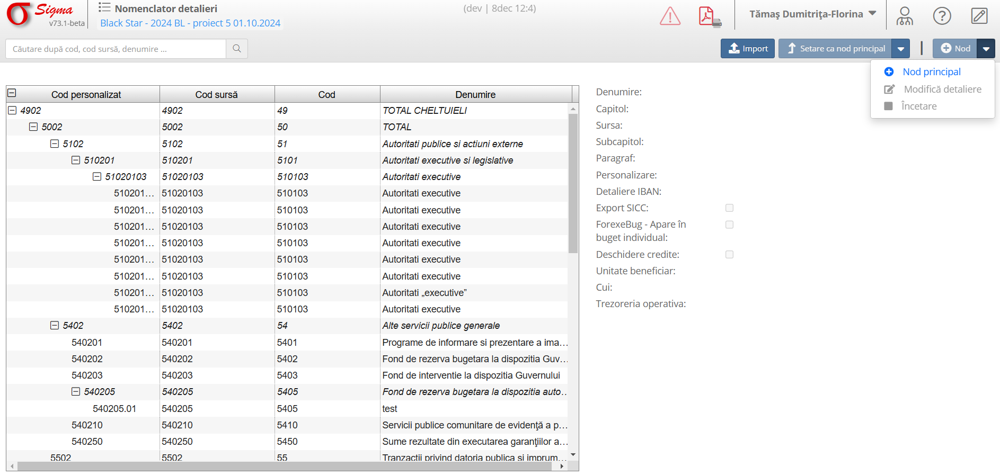 Sigma
v73.1-beta
Nomenclator detalieri
Black Star - 2024 BL - proiect 5 01.10.2024
(dev | 8dec 12:4)
Tămaş Dumitriţa-Florina
Căutare după cod, cod sursă, denumire ...
Import
Setare ca nod principal
Nod
Nod principal
Modifică detaliere
Încetare
Cod personalizat Cod sursă Cod Denumire
4902 4902 49 TOTAL CHELTUIELI
5002 5002 50 TOTAL
5102 5102 51 Autoritati publice si actiuni externe
510201 510201 5101 Autoritati executive si legislative
51020103 51020103 510103 Autoritati executive
510201... 51020103 510103 Autoritati executive
510201... 51020103 510103 Autoritati executive
510201... 51020103 510103 Autoritati executive
510201... 51020103 510103 Autoritati executive
510201... 51020103 510103 Autoritati executive
510201... 51020103 510103 Autoritati executive
510201... 51020103 510103 Autoritati „executive”
510201... 51020103 510103 Autoritati executive
5402 5402 54 Alte servicii publice generale
540201 540201 5401 Programe de informare si prezentare a ima...
540202 540202 5402 Fond de rezerva bugetara la dispozitia Guv...
540203 540203 5403 Fond de interventie la dispozitia Guvernului
540205 540205 5405 Fond de rezerva bugetara la dispozitia auto...
540205.01 540205 5405 test
540210 540210 5410 Servicii publice comunitare de evidenţă a p...
540250 540250 5450 Sume rezultate din executarea garanţiilor a...
5502 5502 55 Tranzactii privind datoria publica si imprum...
Denumire:
Capitol:
Sursa:
Subcapitol:
Paragraf:
Personalizare:
Detaliere IBAN:
Export SICC:
ForexeBug - Apare în
buget individual:
Deschidere credite:
Unitate beneficiar:
Cui:
Trezoreria operativa: